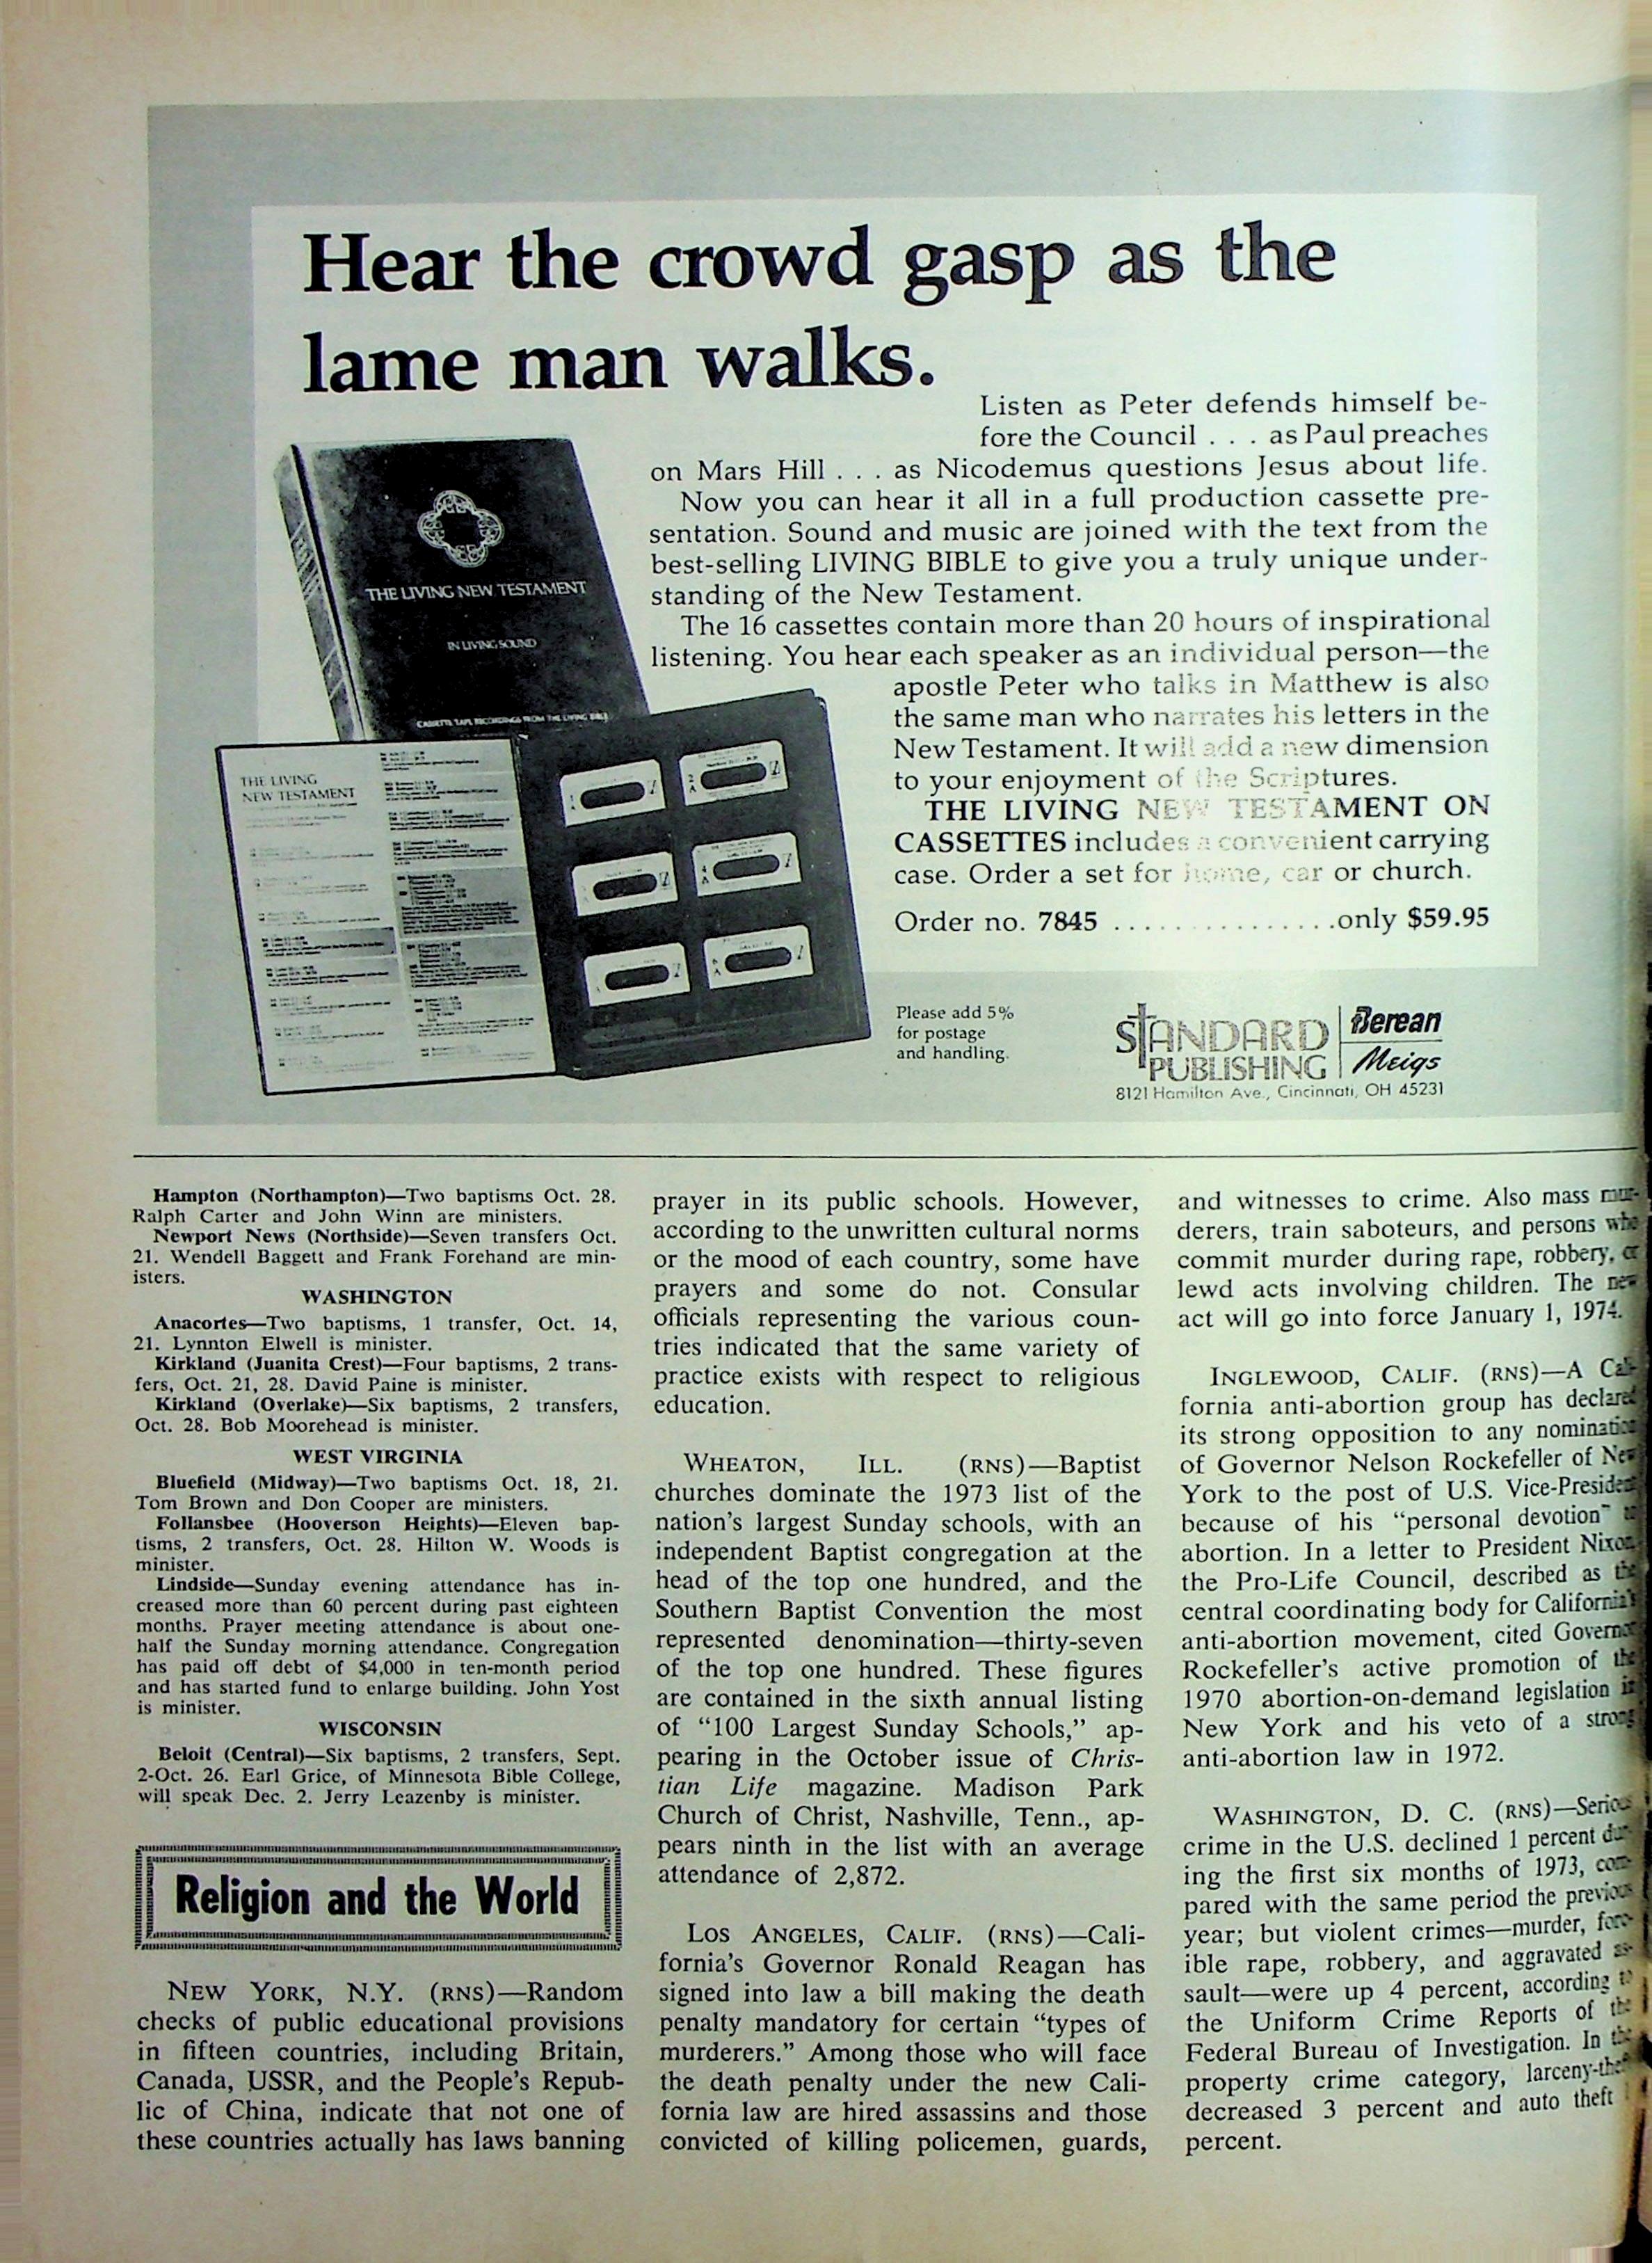 Hear the crowd gasp as the
lame man walks.
Listen as Peter defends himself be-
fore the Council . . . as Paul preaches
on Mars Hill . . . as Nicodemus questions Jesus about life.
Now you can hear it all in a full production cassette pre-
sentation. Sound and music are joined with the text from the
best-selling LIVING BIBLE to give you a truly unique under-
standing of the New Testament.
The 16 cassettes contain more than 20 hours of inspirational
listening. You hear each speaker as an individual person—the
apostle Peter who talks in Matthew is also
the same man who narrates his letters in the
New Testament. It will add a new dimension
to your enjoyment of the Scriptures.
THE LIVING NEW TESTAMENT ON
CASSETTES includes a convenient carrying
case. Order a set for home, car or church.
Order no. 7845 . . . . . . . . . . . . . . .only $59.95
THE LIVING NEW TESTAMENT
IN LIVING SOUND
CASSETTE TAPE RECORDINGS FROM THE LIVING BIBLE
THE LIVING
NEW TESTAMENT
Please add 5%
for postage
and handling.
STANDARD
PUBLISHING
Berean
Meigs
8121 Hamilton Ave., Cincinnati, OH 45231
Hampton (Northampton)—Two baptisms Oct. 28.
Ralph Carter and John Winn are ministers.
Newport News (Northside)—Seven transfers Oct.
21. Wendell Baggett and Frank Forehand are min-
isters.
WASHINGTON
Anacortes—Two baptisms, 1 transfer, Oct. 14,
21. Lynnton Elwell is minister.
Kirkland (Juanita Crest)—Four baptisms, 2 trans-
fers, Oct. 21, 28. David Paine is minister.
Kirkland (Overlake)—Six baptisms, 2 transfers,
Oct. 28. Bob Moorehead is minister.
WEST VIRGINIA
Bluefield (Midway)—Two baptisms Oct. 18, 21.
Tom Brown and Don Cooper are ministers.
Follansbee (Hooverson Heights)—Eleven bap-
tisms, 2 transfers, Oct. 28. Hilton W. Woods is
minister.
Lindside—Sunday evening attendance has in-
creased more than 60 percent during past eighteen
months. Prayer meeting attendance is about one-
half the Sunday morning attendance. Congregation
has paid off debt of $4,000 in ten-month period
and has started fund to enlarge building. John Yost
is minister.
WISCONSIN
Beloit (Central)—Six baptisms, 2 transfers, Sept.
2-Oct. 26. Earl Grice, of Minnesota Bible College,
will speak Dec. 2. Jerry Leazenby is minister.
Religion and the World
NEW YORK, N.Y. (RNS)—Random
checks of public educational provisions
in fifteen countries, including Britain,
Canada, USSR, and the People's Repub-
lic of China, indicate that not one of
these countries actually has laws banning
prayer in its public schools. However,
according to the unwritten cultural norms
or the mood of each country, some have
prayers and some do not. Consular
officials representing the various coun-
tries indicated that the same variety of
practice exists with respect to religious
education.
WHEATON, ILL. (RNS)—Baptist
churches dominate the 1973 list of the
nation's largest Sunday schools, with an
independent Baptist congregation at the
head of the top one hundred, and the
Southern Baptist Convention the most
represented denomination—thirty-seven
of the top one hundred. These figures
are contained in the sixth annual listing
of "100 Largest Sunday Schools," ap-
pearing in the October issue of Chris-
tian Life magazine. Madison Park
Church of Christ, Nashville, Tenn., ap-
pears ninth in the list with an average
attendance of 2,872.
LOS ANGELES, CALIF. (RNS)—Cali-
fornia's Governor Ronald Reagan has
signed into law a bill making the death
penalty mandatory for certain "types of
murderers." Among those who will face
the death penalty under the new Cali-
fornia law are hired assassins and those
convicted of killing policemen, guards,
and witnesses to crime. Also mass mur-
derers, train saboteurs, and persons who
commit murder during rape, robbery, or
lewd acts involving children. The new
act will go into force January 1, 1974.
INGLEWOOD, CALIF. (RNS)—A Cali-
fornia anti-abortion group has declared
its strong opposition to any nomination
of Governor Nelson Rockefeller of New
York to the post of U.S. Vice-President
because of his "personal devotion" to
abortion. In a letter to President Nixon,
the Pro-Life Council, described as the
central coordinating body for California's
anti-abortion movement, cited Governor
Rockefeller's active promotion of the
1970 abortion-on-demand legislation in
New York and his veto of a strong
anti-abortion law in 1972.
WASHINGTON, D. C. (RNS)—Serious
crime in the U.S. declined 1 percent dur-
ing the first six months of 1973, com-
pared with the same period the previous
year; but violent crimes—murder, forc-
ible rape, robbery, and aggravated as-
sault—were up 4 percent, according to
the Uniform Crime Reports of the
Federal Bureau of Investigation. In the
property crime category, larceny-theft
decreased 3 percent and auto theft
percent.